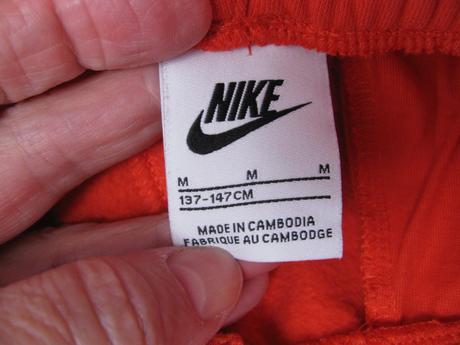 NIKE
M M M
137-147CM
MADE IN CAMBODIA
FABRIQUE AU CAMBODGE